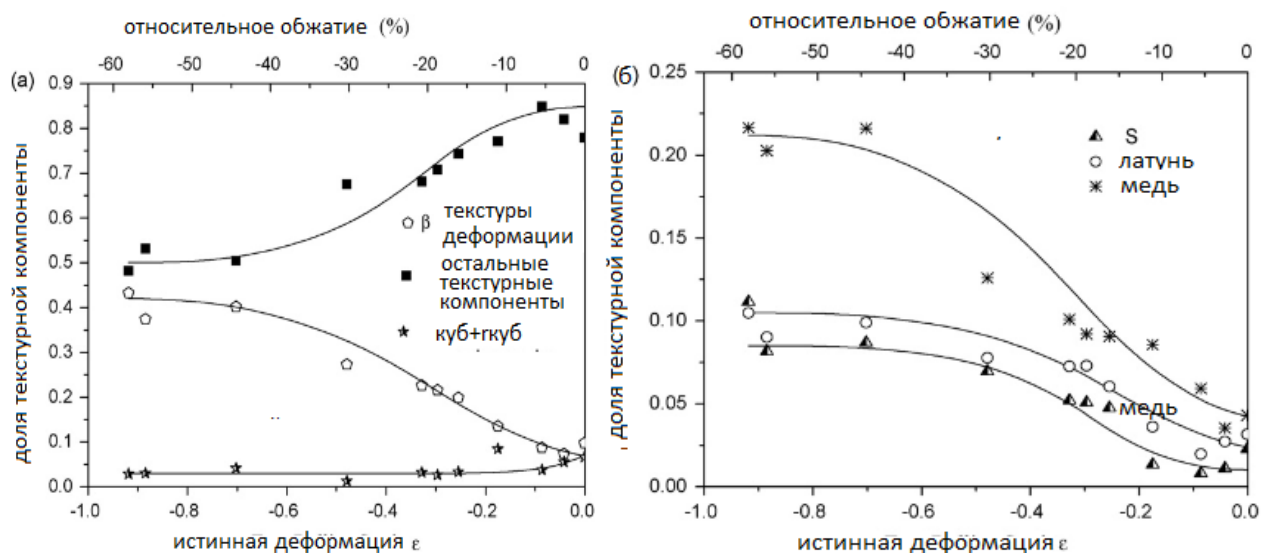 относительное обжатие (%)
-60 -50 -40 -30 -20 -10 0
(а)
0.9
0.8
0.7
0.6
0.5
0.4
0.3
0.2
0.1
0.0
доля текстурной компоненты
β текстуры
деформации
остальные
текстурные
компоненты
куб+rкуб
-1.0 -0.8 -0.6 -0.4 -0.2 0.0
истинная деформация ε
относительное обжатие (%)
-60 -50 -40 -30 -20 -10 0
(б)
0.25
0.20
0.15
0.10
0.05
0.00
доля текстурной компоненты
S
латунь
медь
медь
-1.0 -0.8 -0.6 -0.4 -0.2 0.0
истинная деформация ε